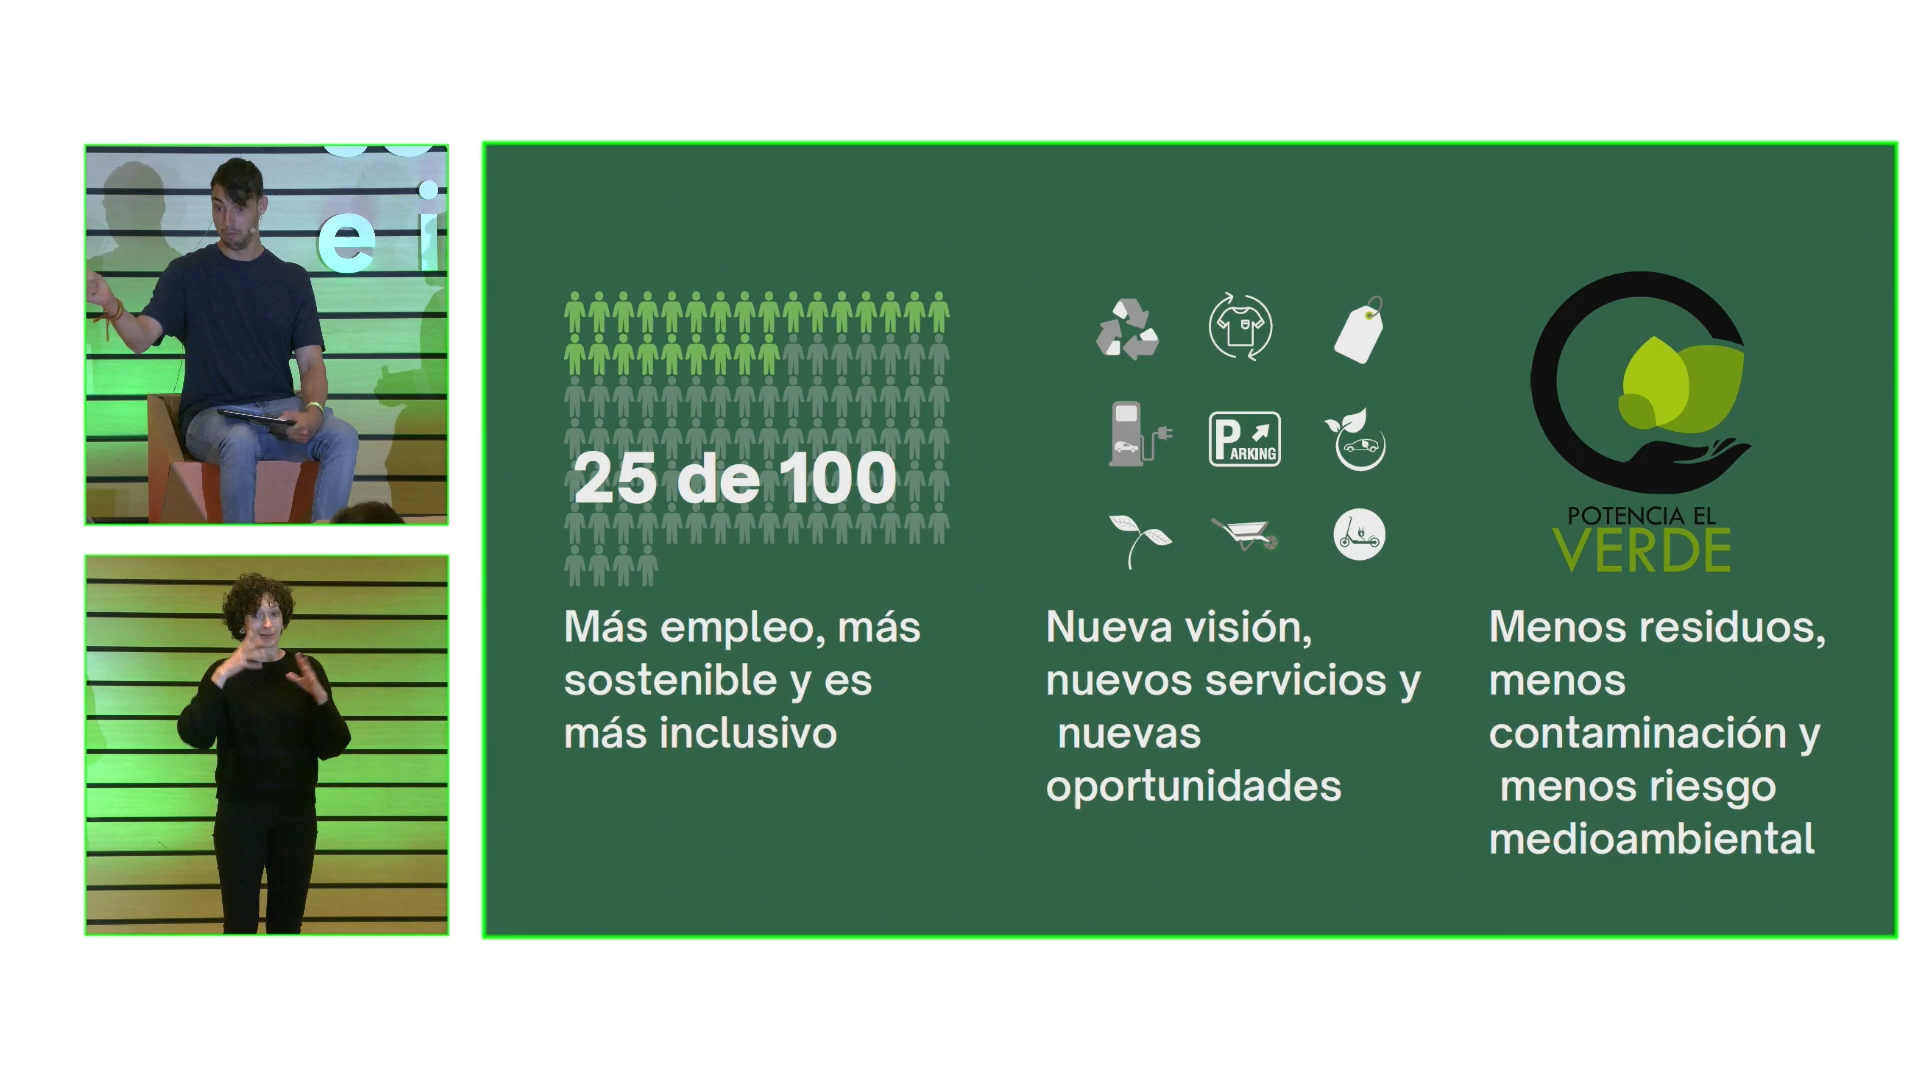 e i
25 de 100
Más empleo, más
sostenible y es
más inclusivo
P
ARKING
Nueva visión,
nuevos servicios y
nuevas
oportunidades
POTENCIA EL
VERDE
Menos residuos,
menos
contaminación y
menos riesgo
medioambiental